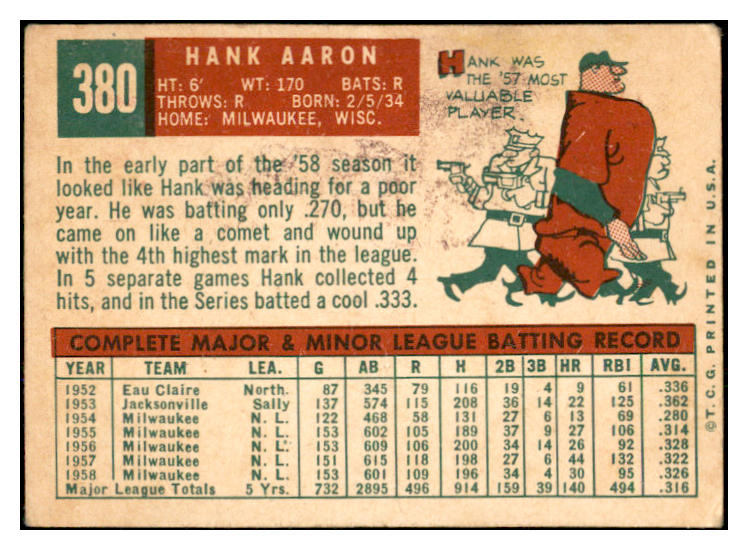 380
HANK AARON
HT: 6' WT: 170 BATS: R
THROWS: R BORN: 2/5/34
HOME: MILWAUKEE, WISC.
HANK WAS
THE '57 MOST
VALUABLE
PLAYER.
In the early part of the '58 season it
looked like Hank was heading for a poor
year. He was batting only .270, but he
came on like a comet and wound up
with the 4th highest mark in the league.
In 5 separate games Hank collected 4
hits, and in the Series batted a cool .333.
COMPLETE MAJOR & MINOR LEAGUE BATTING RECORD
YEAR TEAM LEA. G AB R H 2B 3B HR RBI AVG.
1952 Eau Claire North. 87 345 79 116 19 4 9 61 .336
1953 Jacksonville Sally 137 574 115 208 36 14 22 125 .362
1954 Milwaukee N. L. 122 468 58 131 27 6 13 69 .280
1955 Milwaukee N. L. 153 602 105 189 37 9 27 106 .314
1956 Milwaukee N. L. 153 609 106 200 34 14 26 92 .328
1957 Milwaukee N. L. 151 615 118 198 27 6 44 132 .322
1958 Milwaukee N. L. 153 601 109 196 34 4 30 95 .326
Major League Totals 5 Yrs. 732 2895 496 914 159 39 140 494 .316
©T.C.G. PRINTED IN U.S.A.